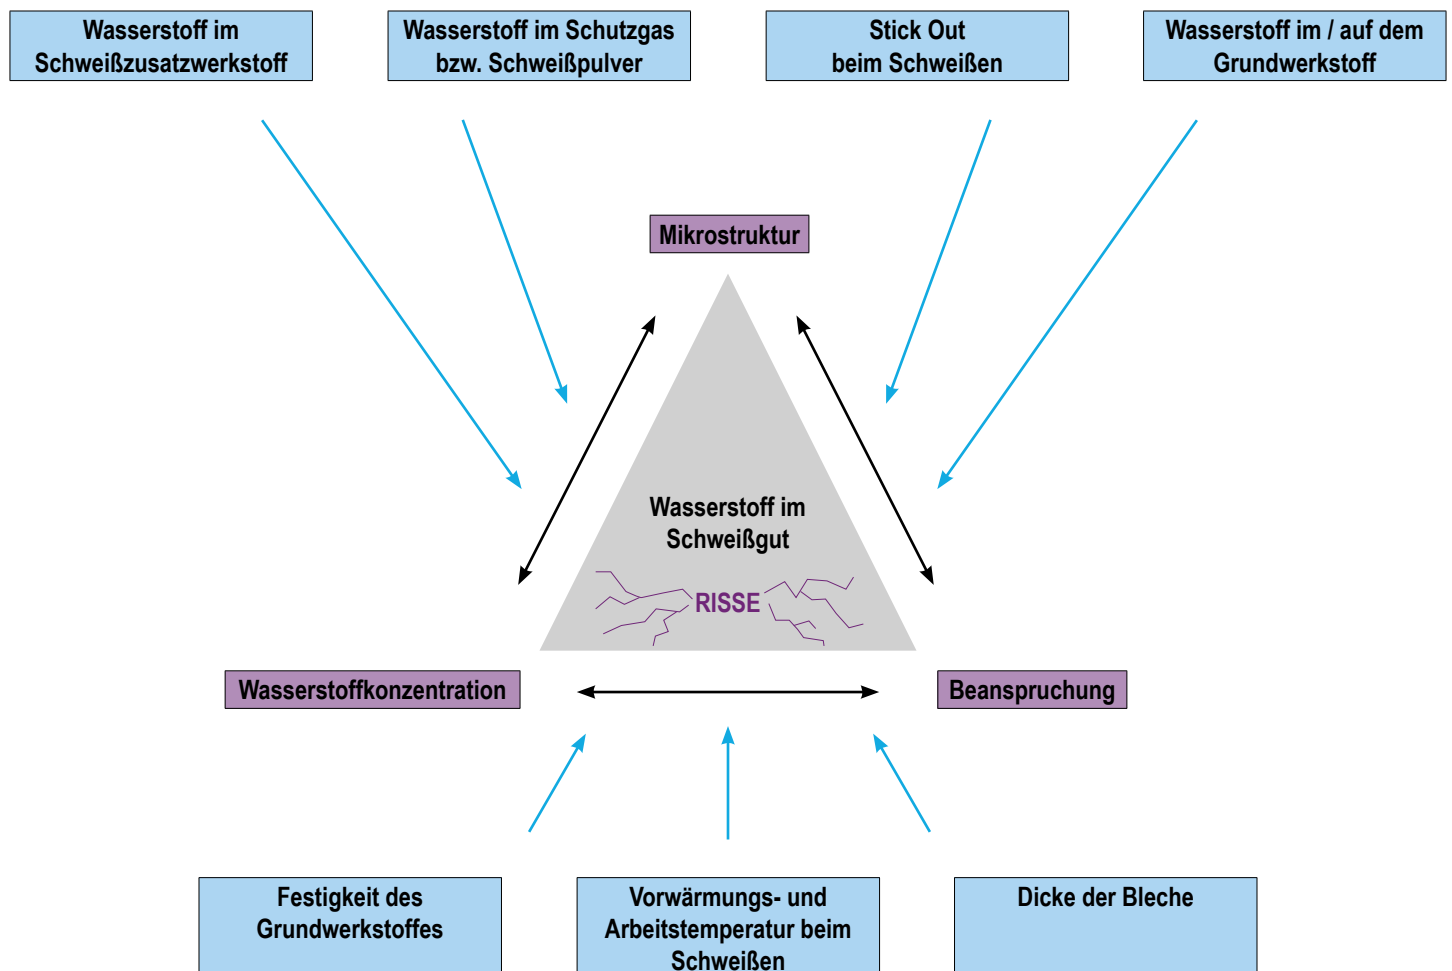 Wasserstoff im
Schweißzusatzwerkstoff
Wasserstoff im Schutzgas
bzw. Schweißpulver
Stick Out
beim Schweißen
Wasserstoff im / auf dem
Grundwerkstoff
Mikrostruktur
Wasserstoff im
Schweißgut
RISSE
Wasserstoffkonzentration
Beanspruchung
Festigkeit des
Grundwerkstoffes
Vorwärmungs- und
Arbeitstemperatur beim
Schweißen
Dicke der Bleche